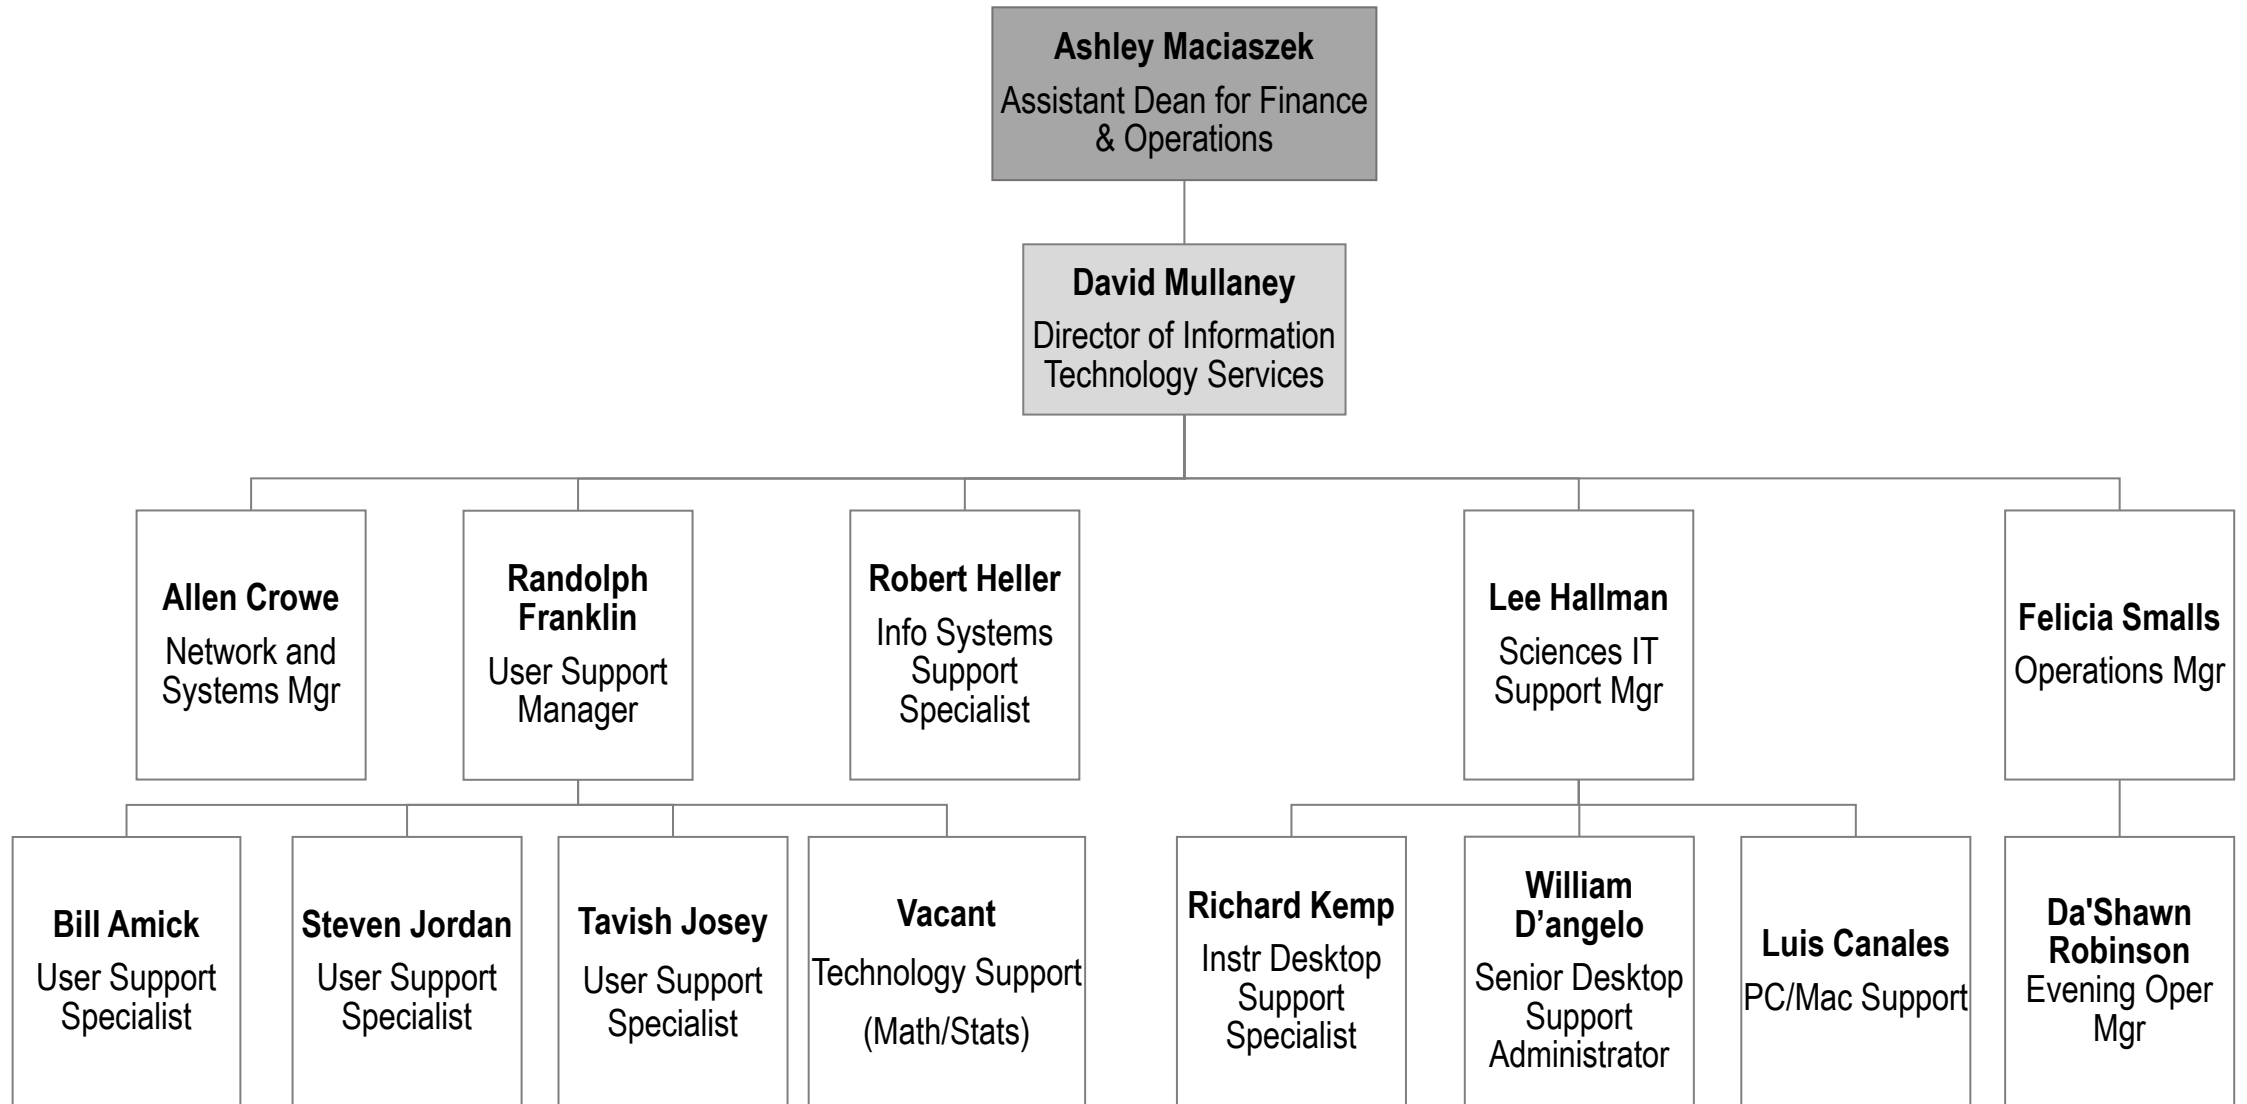 Ashley Maciaszek
Assistant Dean for Finance
& Operations
David Mullaney
Director of Information
Technology Services
Allen Crowe
Network and
Systems Mgr
Randolph
Franklin
User Support
Manager
Robert Heller
Info Systems
Support
Specialist
Lee Hallman
Sciences IT
Support Mgr
Felicia Smalls
Operations Mgr
Bill Amick
User Support
Specialist
Steven Jordan
User Support
Specialist
Tavish Josey
User Support
Specialist
Vacant
Technology Support
(Math/Stats)
Richard Kemp
Instr Desktop
Support
Specialist
William
D’angelo
Senior Desktop
Support
Administrator
Luis Canales
PC/Mac Support
Da'Shawn
Robinson
Evening Oper
Mgr